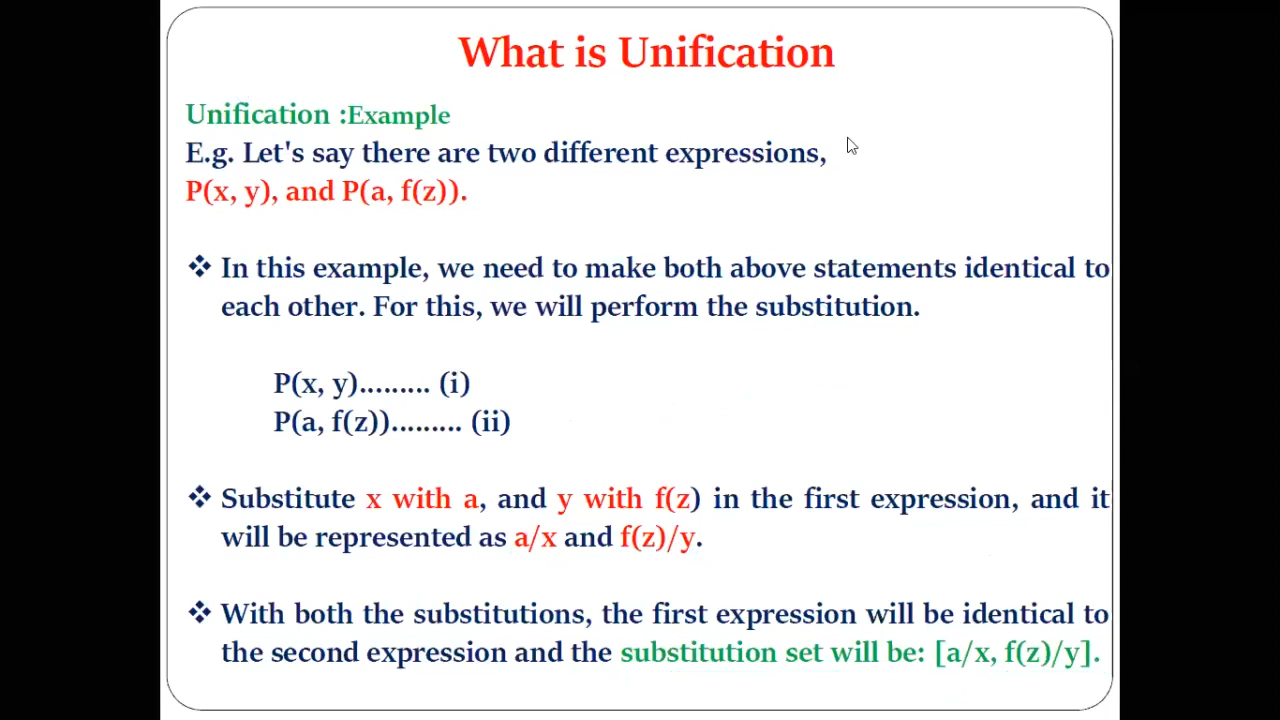 What is Unification
Unification :Example
E.g. Let's say there are two different expressions,
P(x, y), and P(a, f(z)).
❖ In this example, we need to make both above statements identical to
each other. For this, we will perform the substitution.
P(x, y)......... (i)
P(a, f(z))......... (ii)
❖ Substitute x with a, and y with f(z) in the first expression, and it
will be represented as a/x and f(z)/y.
❖ With both the substitutions, the first expression will be identical to
the second expression and the substitution set will be: [a/x, f(z)/y].